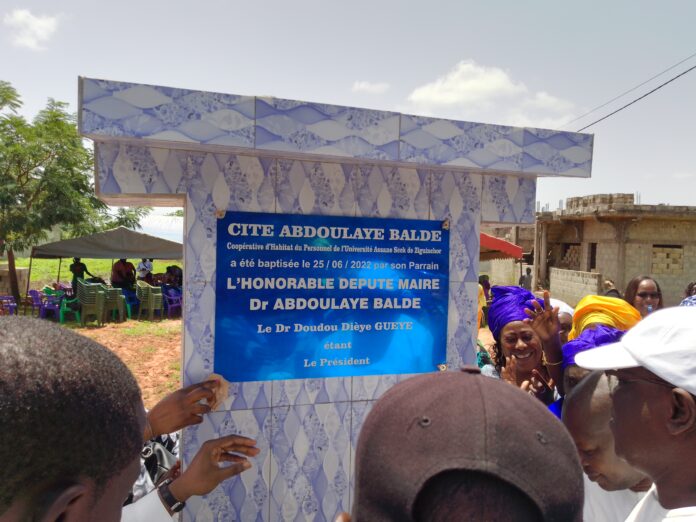 CITE ABDOULAYE BALDE
Coopérative d'Habitat du Personnel de l'Université Assane Seck de Ziguinchor
a été baptisée le 25 / 06 / 2022 par son Parrain
L'HONORABLE DEPUTE MAIRE
Dr ABDOULAYE BALDE
Le Dr Doudou Dièye GUEYE
étant
Le Président